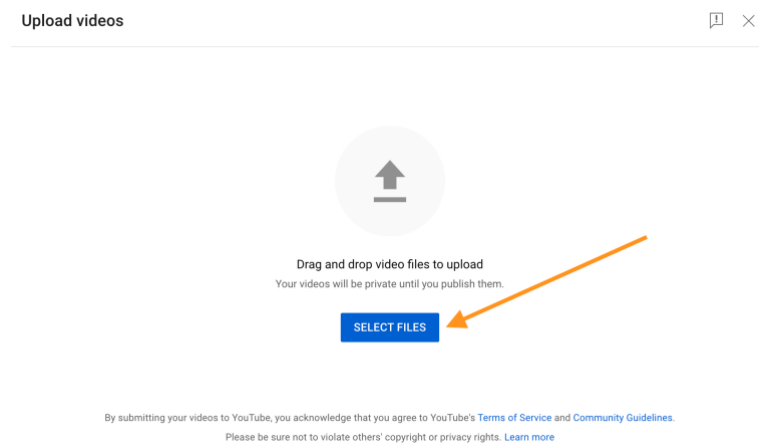 Upload videos
Drag and drop video files to upload
Your videos will be private until you publish them.
SELECT FILES
By submitting your videos to YouTube, you acknowledge that you agree to YouTube's Terms of Service and Community Guidelines.
Please be sure not to violate others' copyright or privacy rights. Learn more